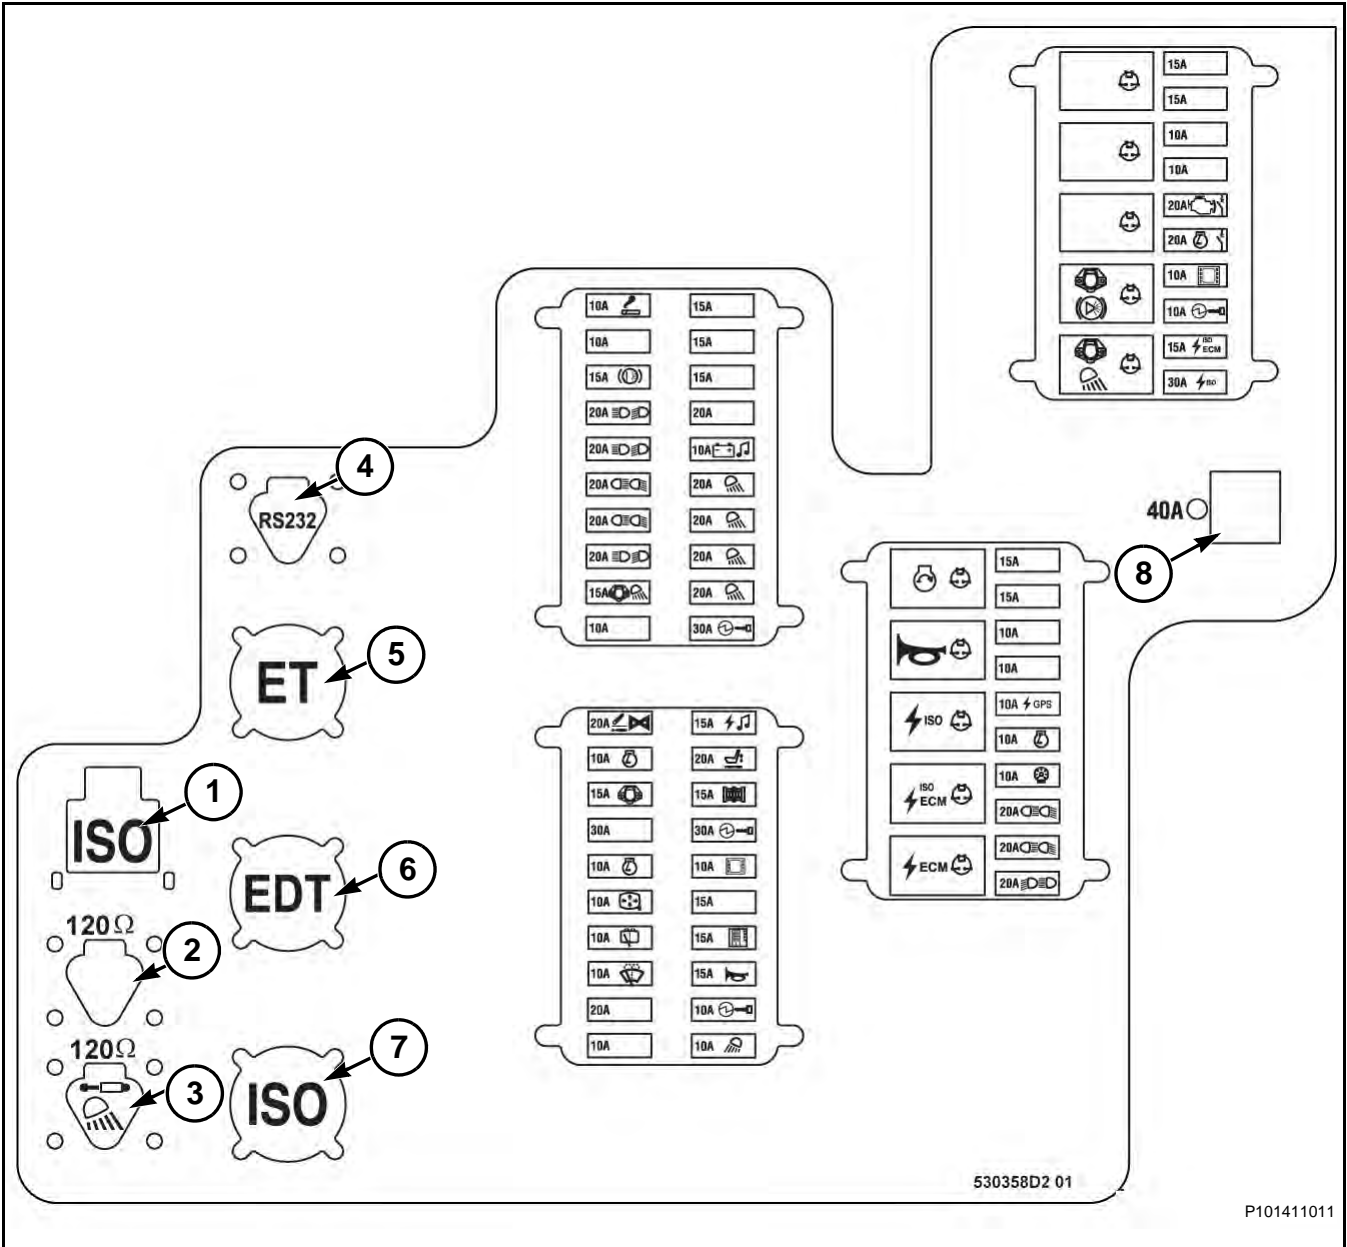 15A
15A
10A
10A
20A
20A
10A
10A
15A ISO ECM
30A ISO
10A 15A
10A 15A
15A 15A
20A 20A
20A 10A
20A 20A
20A 20A
20A 20A
15A 20A
10A 30A
4
RS232
40A
8
15A
15A
10A
10A
ISO 10A GPS
10A
ISO ECM 10A
20A
ECM 20A
20A
5
ET
20A 15A
10A 20A
15A 15A
30A 30A
10A 10A
10A 15A
10A 15A
10A 15A
20A 10A
10A 10A
1
ISO
6
EDT
120Ω
2
120Ω
3
7
ISO
530358D2 01
P101411011